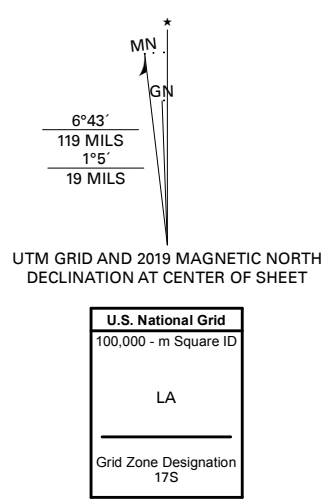 ★
MN
GN
6°43´
119 MILS
1°5´
19 MILS
UTM GRID AND 2019 MAGNETIC NORTH
DECLINATION AT CENTER OF SHEET
U.S. National Grid
100,000 - m Square ID
LA
Grid Zone Designation
17S